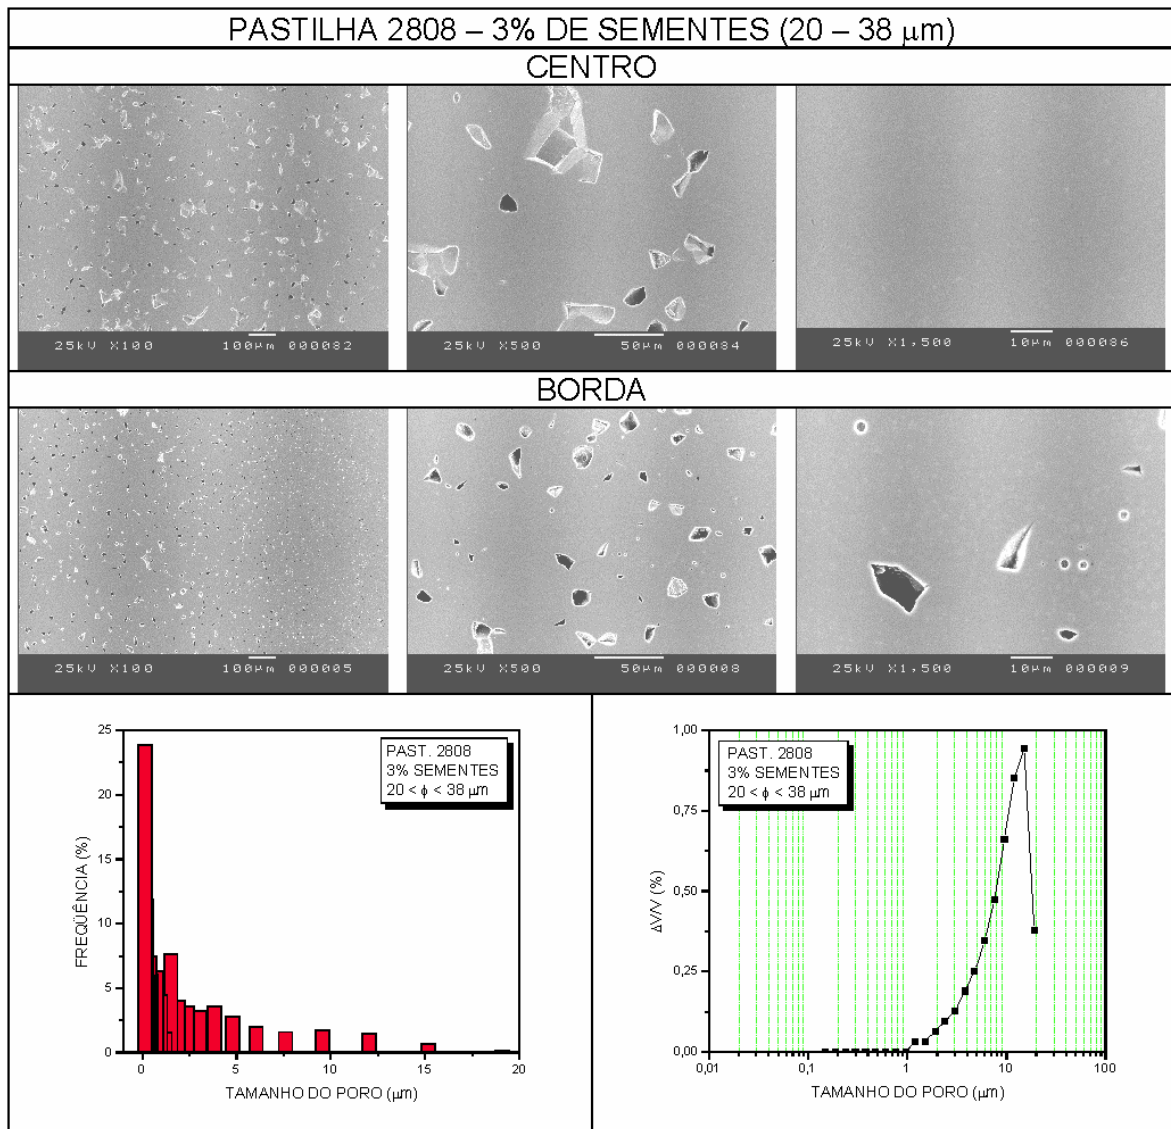 PASTILHA 2808 – 3% DE SEMENTES (20 – 38 µm)
CENTRO
25kV X100 100µm 000082
25kV X500 50µm 000084
25kV X1,500 10µm 000086
BORDA
25kV X100 100µm 000005
25kV X500 50µm 000008
25kV X1,500 10µm 000009
25
20
15
10
5
0
FREQÜÊNCIA (%)
PAST. 2808
3% SEMENTES
20 < ϕ < 38 µm
0 5 10 15 20
TAMANHO DO PORO (µm)
1,00
0,75
0,50
0,25
0,00
ΔV/V (%)
PAST. 2808
3% SEMENTES
20 < ϕ < 38 µm
0,01 0,1 1 10 100
TAMANHO DO PORO (µm)